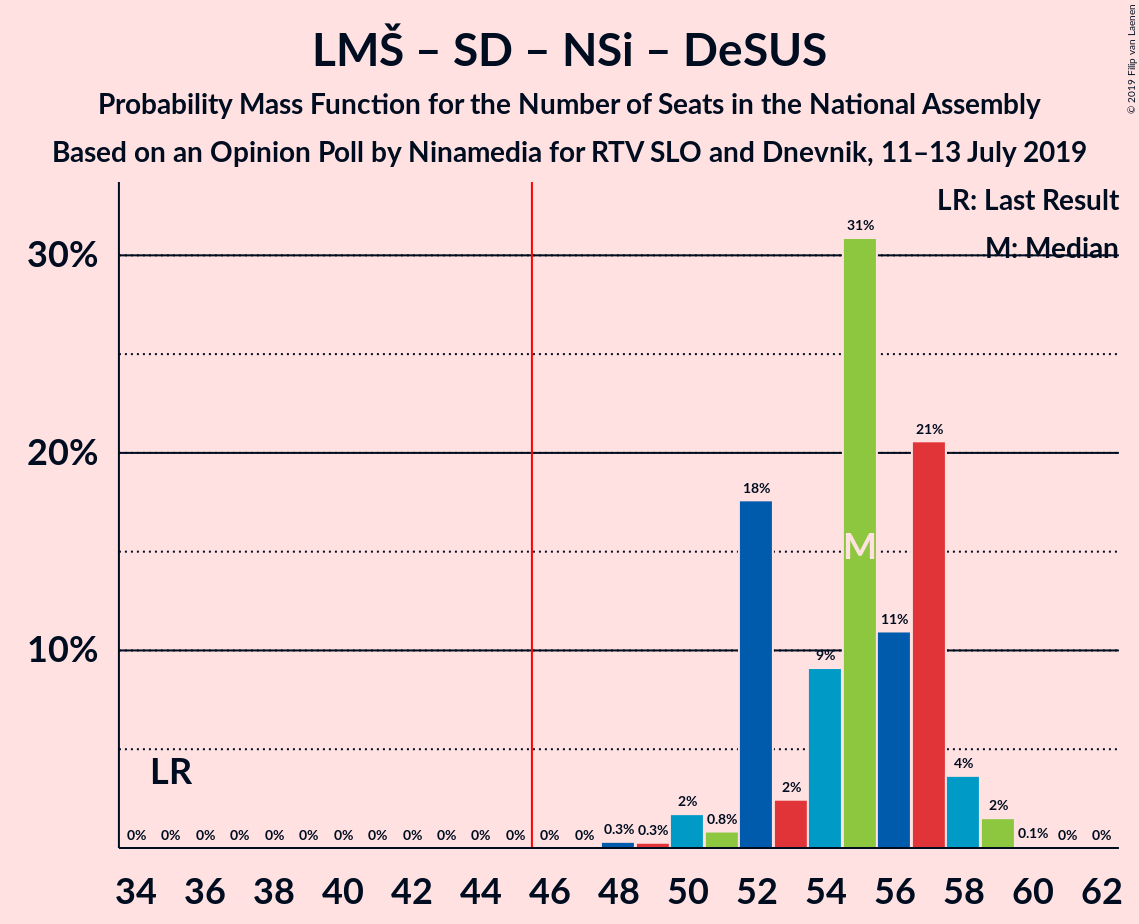 LMŠ – SD – NSi – DeSUS
Probability Mass Function for the Number of Seats in the National Assembly
Based on an Opinion Poll by Ninamedia for RTV SLO and Dnevnik, 11–13 July 2019
© 2019 Filip van Laenen
LR: Last Result
M: Median
30%
20%
10%
31%
21%
18%
M
11%
9%
LR
4%
2%
2%
2%
0.8%
0% 0% 0% 0% 0% 0% 0% 0% 0% 0% 0% 0% 0% 0% 0.3% 0.3% 0.1% 0% 0%
34 36 38 40 42 44 46 48 50 52 54 56 58 60 62